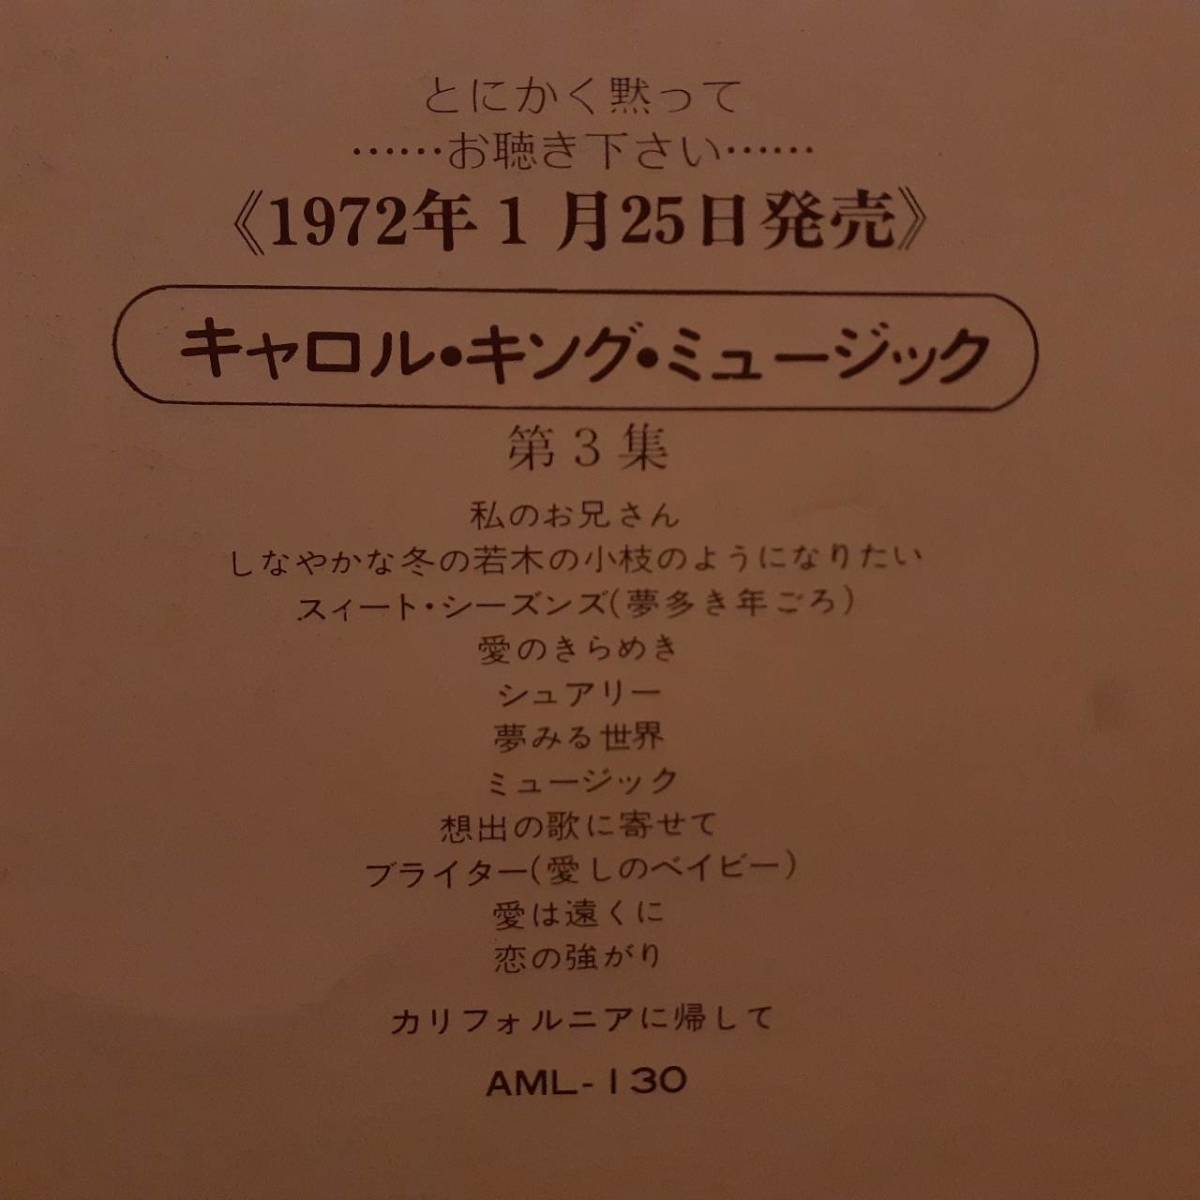 とにかく黙って
……お聴き下さい……
《1972年1月25日発売》
キャロル・キング・ミュージック
第3集
私のお兄さん
しなやかな冬の若木の小枝のようになりたい
スィート・シーズンズ(夢多き年ごろ)
愛のきらめき
シュアリー
夢みる世界
ミュージック
想出の歌に寄せて
ブライター(愛しのベイビー)
愛は遠くに
恋の強がり
カリフォルニアに帰して
AML-130